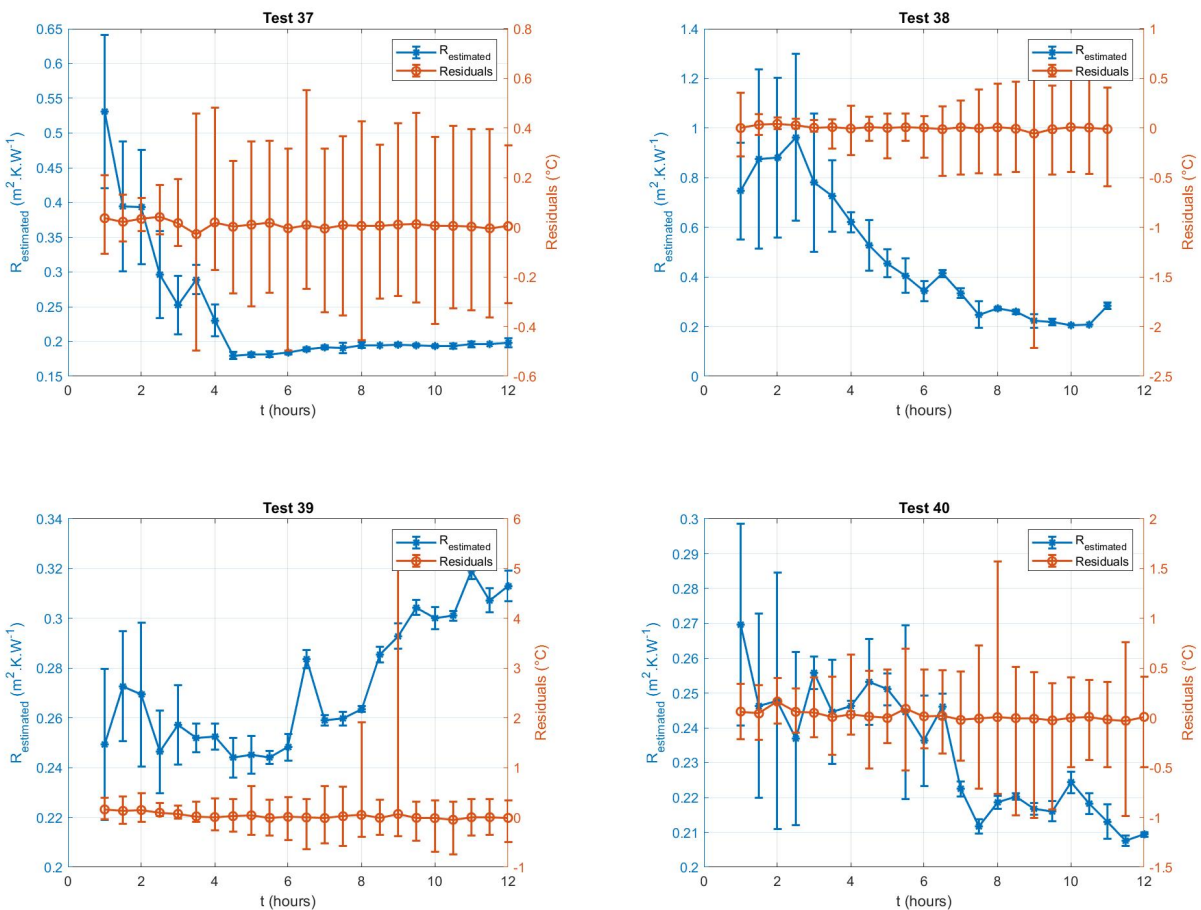 Test 37
0.65
0.6
0.55
0.5
0.45
0.4
0.35
0.3
0.25
0.2
0.15
R_estimated (m^2.K.W^-1)
0.8
0.6
0.4
0.2
0
-0.2
-0.4
-0.6
Residuals (°C)
R_estimated
Residuals
0 2 4 6 8 10 12
t (hours)
Test 38
1.4
1.2
1
0.8
0.6
0.4
0.2
0
R_estimated (m^2.K.W^-1)
1
0.5
0
-0.5
-1
-1.5
-2
-2.5
Residuals (°C)
R_estimated
Residuals
0 2 4 6 8 10 12
t (hours)
Test 39
0.34
0.32
0.3
0.28
0.26
0.24
0.22
0.2
R_estimated (m^2.K.W^-1)
6
5
4
3
2
1
0
-1
Residuals (°C)
R_estimated
Residuals
0 2 4 6 8 10 12
t (hours)
Test 40
0.3
0.29
0.28
0.27
0.26
0.25
0.24
0.23
0.22
0.21
0.2
R_estimated (m^2.K.W^-1)
2
1.5
1
0.5
0
-0.5
-1
-1.5
Residuals (°C)
R_estimated
Residuals
0 2 4 6 8 10 12
t (hours)